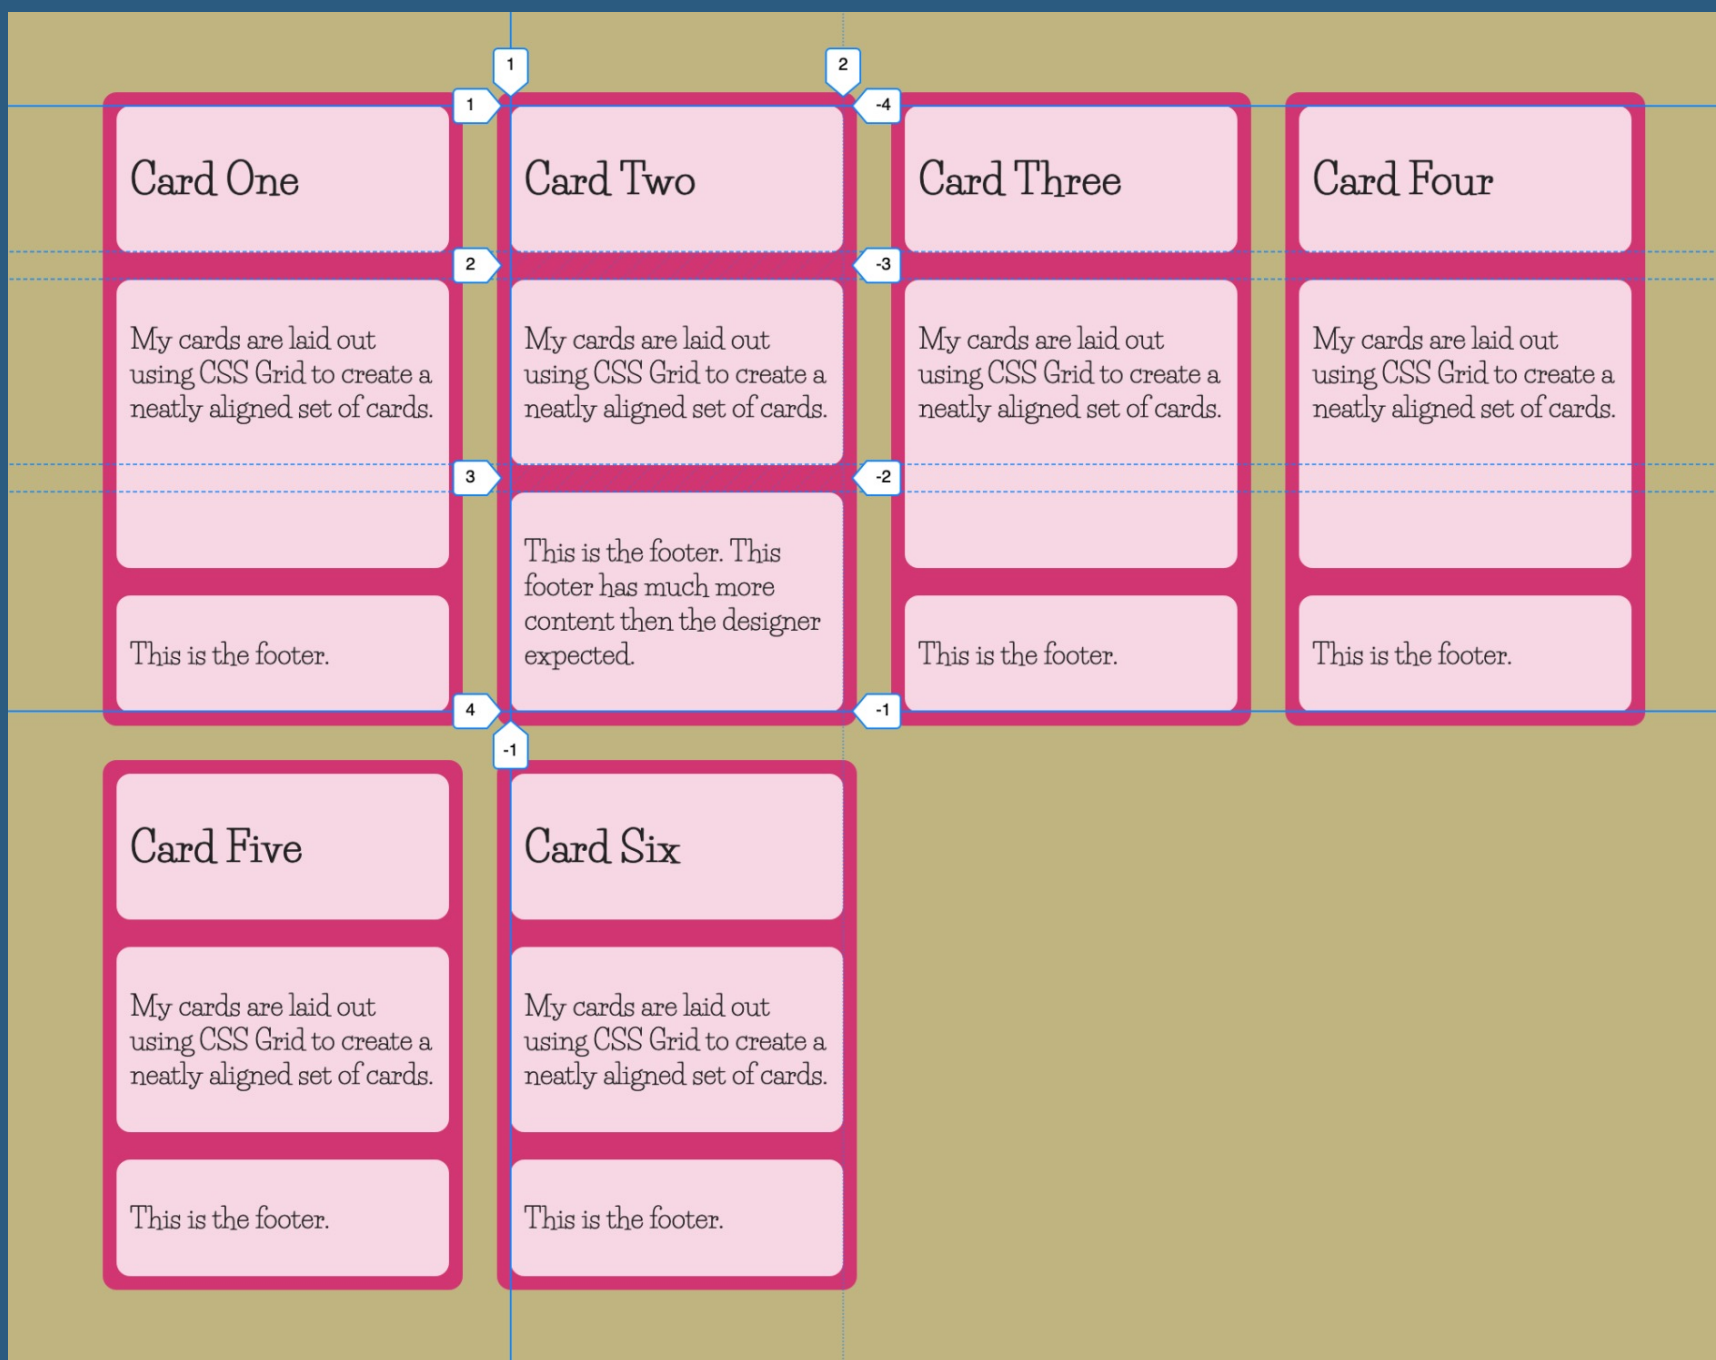 1
2
1
-4
Card One
Card Two
Card Three
Card Four
2
-3
My cards are laid out
using CSS Grid to create a
neatly aligned set of cards.
My cards are laid out
using CSS Grid to create a
neatly aligned set of cards.
My cards are laid out
using CSS Grid to create a
neatly aligned set of cards.
My cards are laid out
using CSS Grid to create a
neatly aligned set of cards.
3
-2
This is the footer.
This is the footer. This
footer has much more
content then the designer
expected.
This is the footer.
This is the footer.
4
-1
-1
Card Five
Card Six
My cards are laid out
using CSS Grid to create a
neatly aligned set of cards.
My cards are laid out
using CSS Grid to create a
neatly aligned set of cards.
This is the footer.
This is the footer.